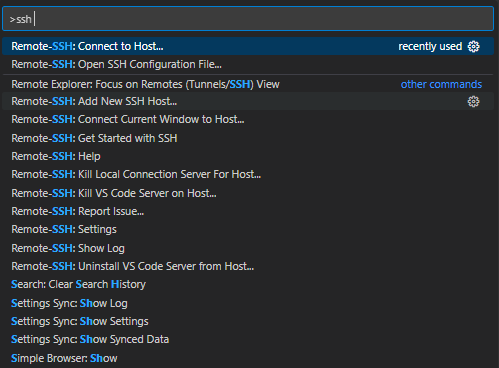 >ssh
Remote-SSH: Connect to Host... recently used
Remote-SSH: Open SSH Configuration File...
Remote Explorer: Focus on Remotes (Tunnels/SSH) View other commands
Remote-SSH: Add New SSH Host...
Remote-SSH: Connect Current Window to Host...
Remote-SSH: Get Started with SSH
Remote-SSH: Help
Remote-SSH: Kill Local Connection Server For Host...
Remote-SSH: Kill VS Code Server on Host...
Remote-SSH: Report Issue...
Remote-SSH: Settings
Remote-SSH: Show Log
Remote-SSH: Uninstall VS Code Server from Host...
Search: Clear Search History
Settings Sync: Show Log
Settings Sync: Show Settings
Settings Sync: Show Synced Data
Simple Browser: Show